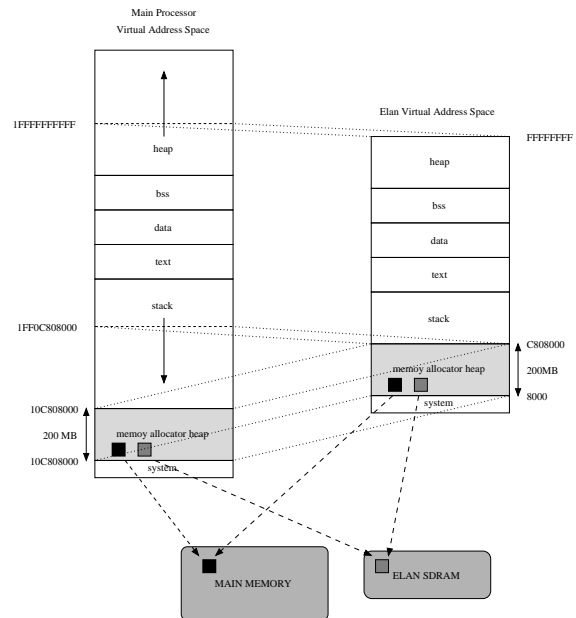 Main Processor
Virtual Address Space
1FFFFFFFFFF
heap
bss
data
text
stack
1FF0C808000
10C808000
200 MB
memoy allocator heap
10C808000
system
Elan Virtual Address Space
FFFFFFFF
heap
bss
data
text
stack
C808000
memoy allocator heap
200MB
8000
system
MAIN MEMORY
ELAN SDRAM